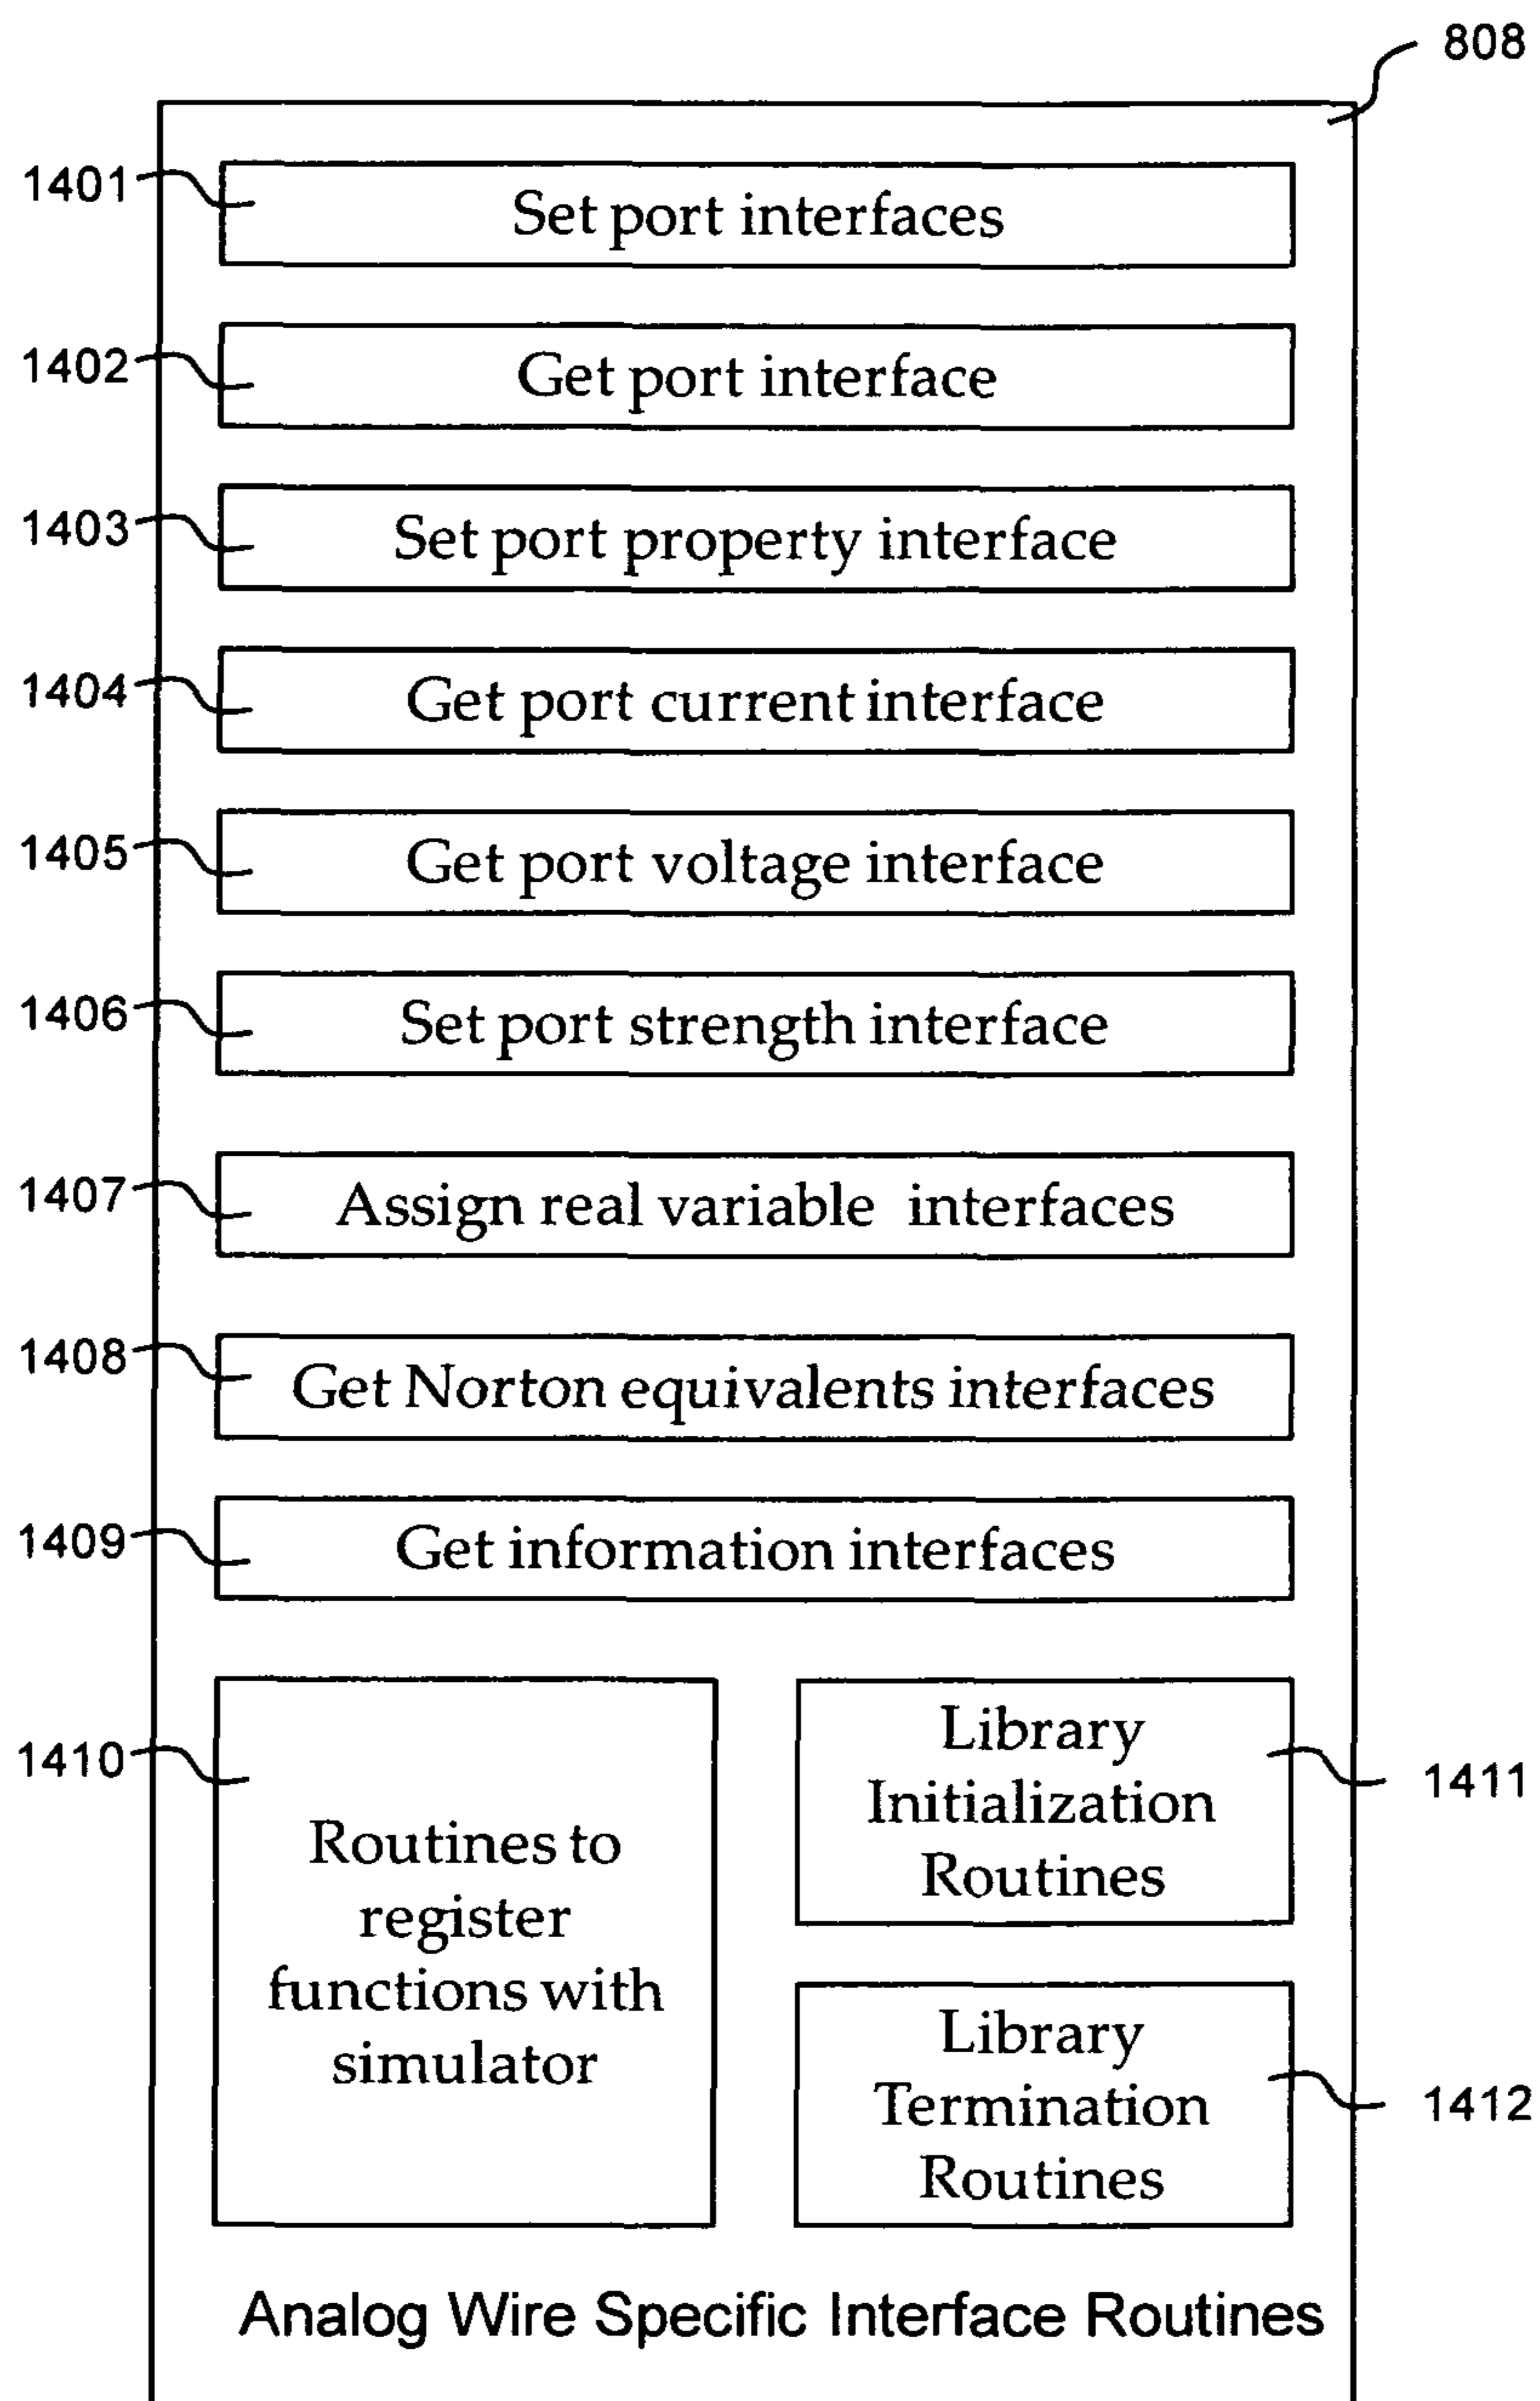 808
1401
Set port interfaces
1402
Get port interface
1403
Set port property interface
1404
Get port current interface
1405
Get port voltage interface
1406
Set port strength interface
1407
Assign real variable interfaces
1408
Get Norton equivalents interfaces
1409
Get information interfaces
1410
Routines to
register
functions with
simulator
Library
Initialization
Routines
1411
Library
Termination
Routines
1412
Analog Wire Specific Interface Routines